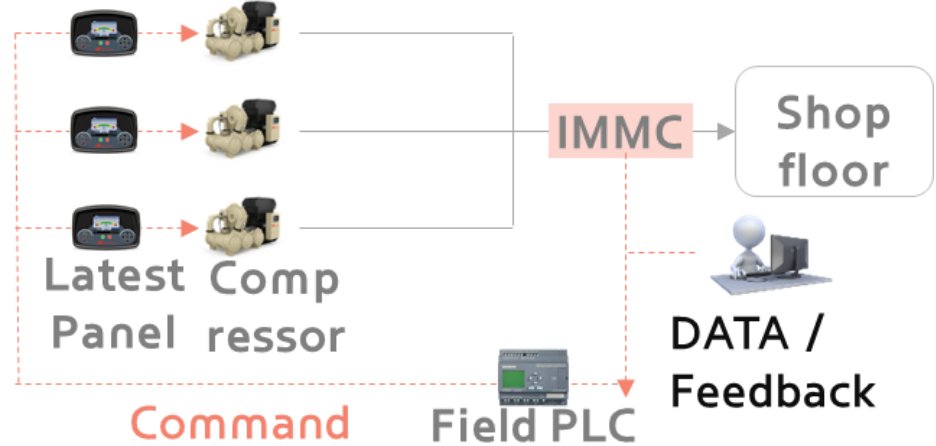 IMMC
Shop
floor
Latest
Panel
Comp
ressor
DATA /
Feedback
Command
Field PLC